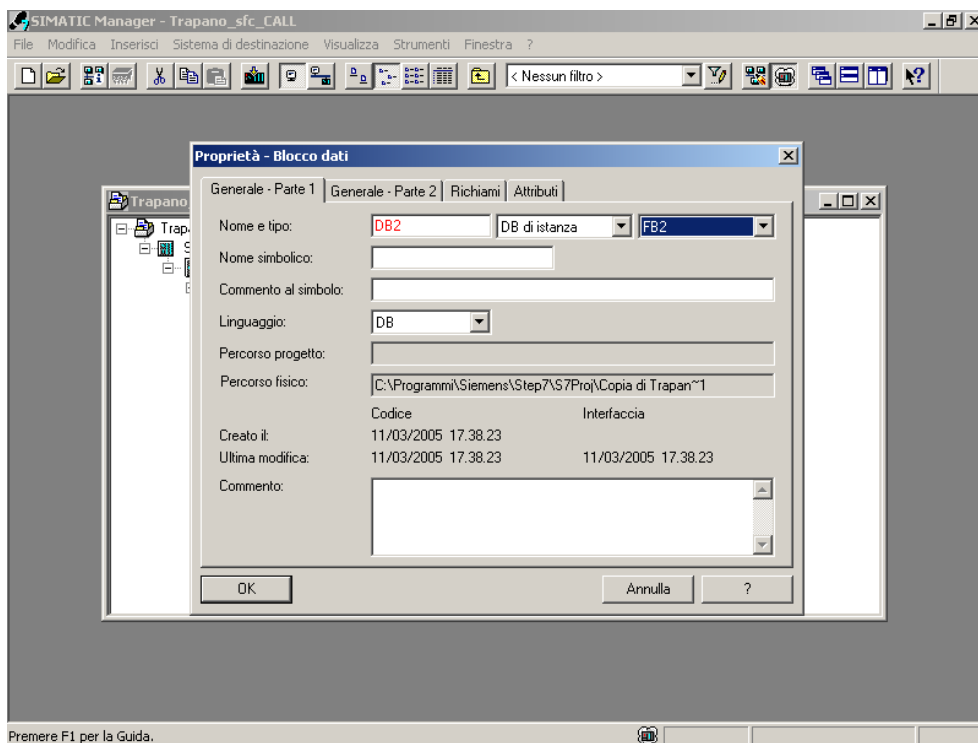 SIMATIC Manager - Trapano_sfc_CALL
File Modifica Inserisci Sistema di destinazione Visualizza Strumenti Finestra ?
< Nessun filtro >
Proprietà - Blocco dati
Trapano
Generale - Parte 1 Generale - Parte 2 Richiami Attributi
Nome e tipo: DB2 DB di istanza FB2
Nome simbolico:
Commento al simbolo:
Linguaggio: DB
Percorso progetto:
Percorso fisico: C:\Programmi\Siemens\Step7\S7Proj\Copia di Trapan~1
Codice Interfaccia
Creato il: 11/03/2005 17.38.23
Ultima modifica: 11/03/2005 17.38.23 11/03/2005 17.38.23
Commento:
OK Annulla ?
Premere F1 per la Guida.